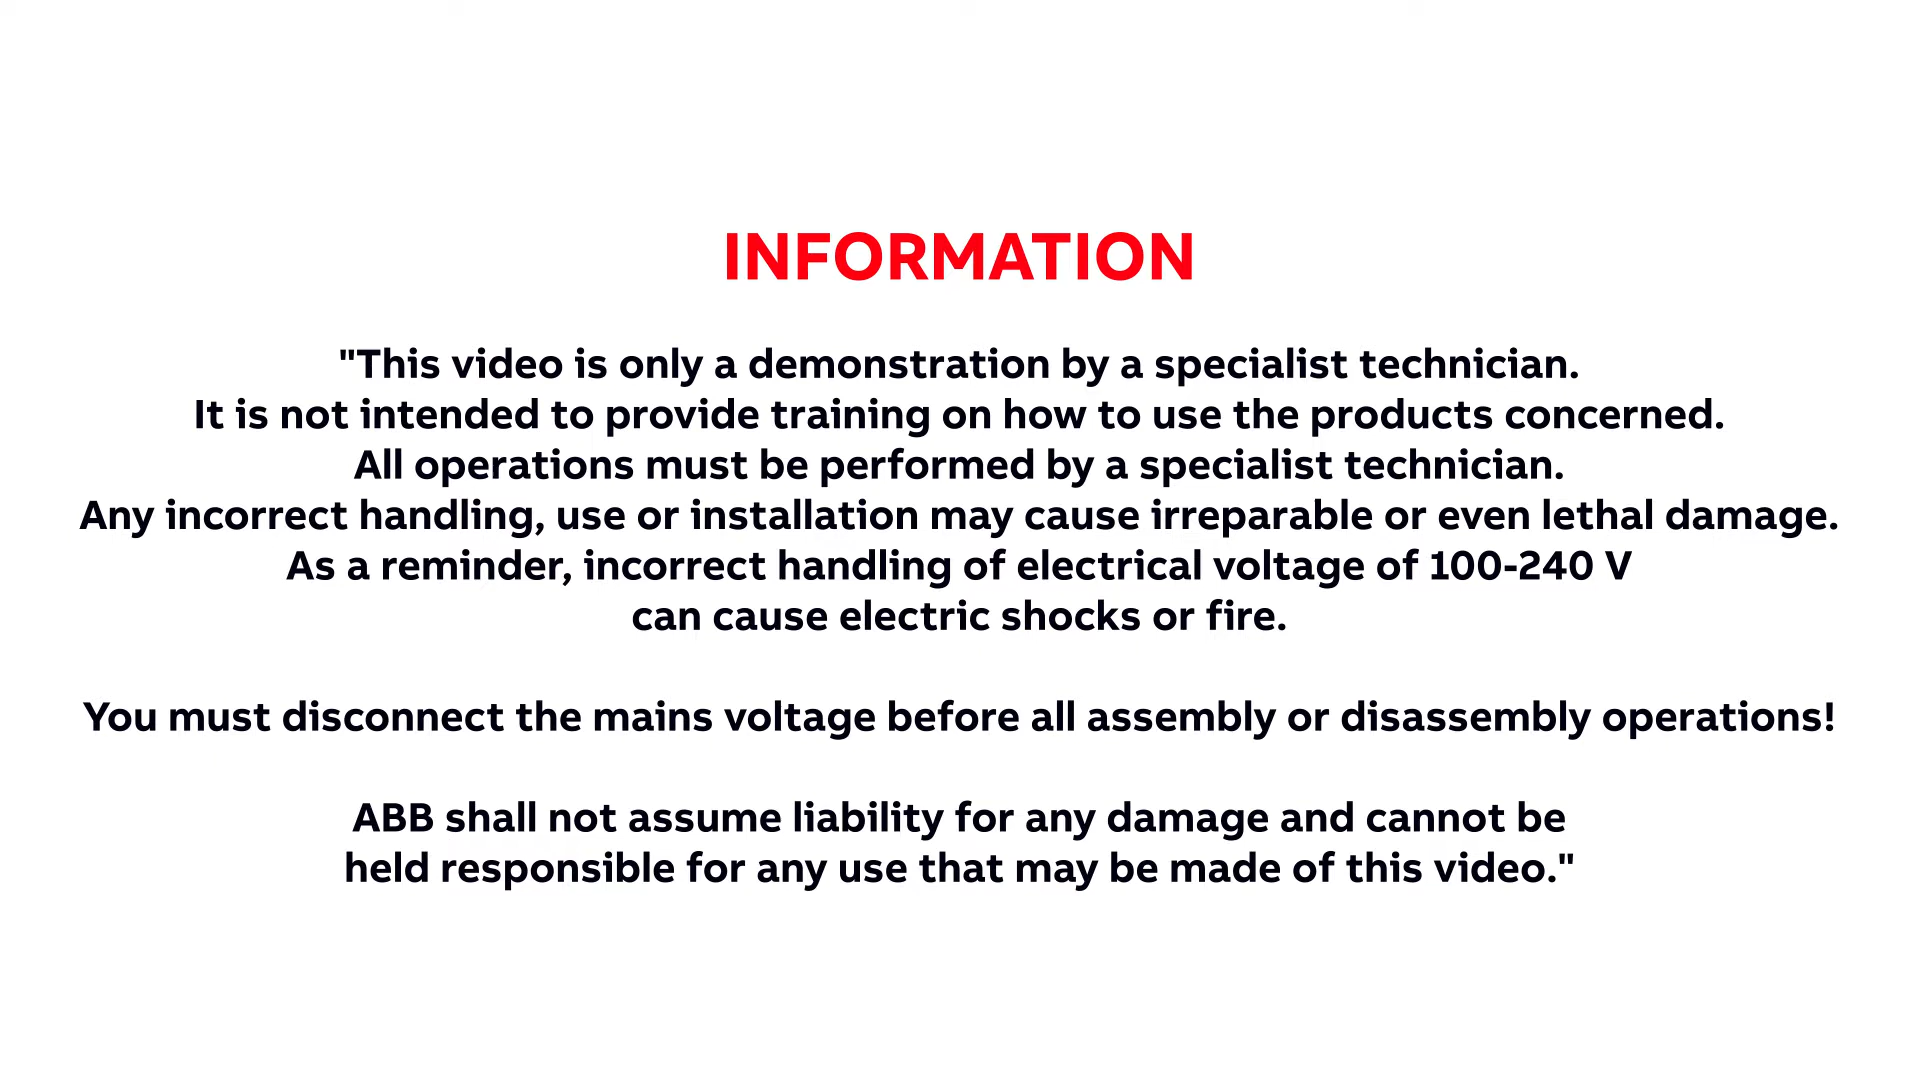 INFORMATION
"This video is only a demonstration by a specialist technician.
It is not intended to provide training on how to use the products concerned.
All operations must be performed by a specialist technician.
Any incorrect handling, use or installation may cause irreparable or even lethal damage.
As a reminder, incorrect handling of electrical voltage of 100-240 V
can cause electric shocks or fire.
You must disconnect the mains voltage before all assembly or disassembly operations!
ABB shall not assume liability for any damage and cannot be
held responsible for any use that may be made of this video."